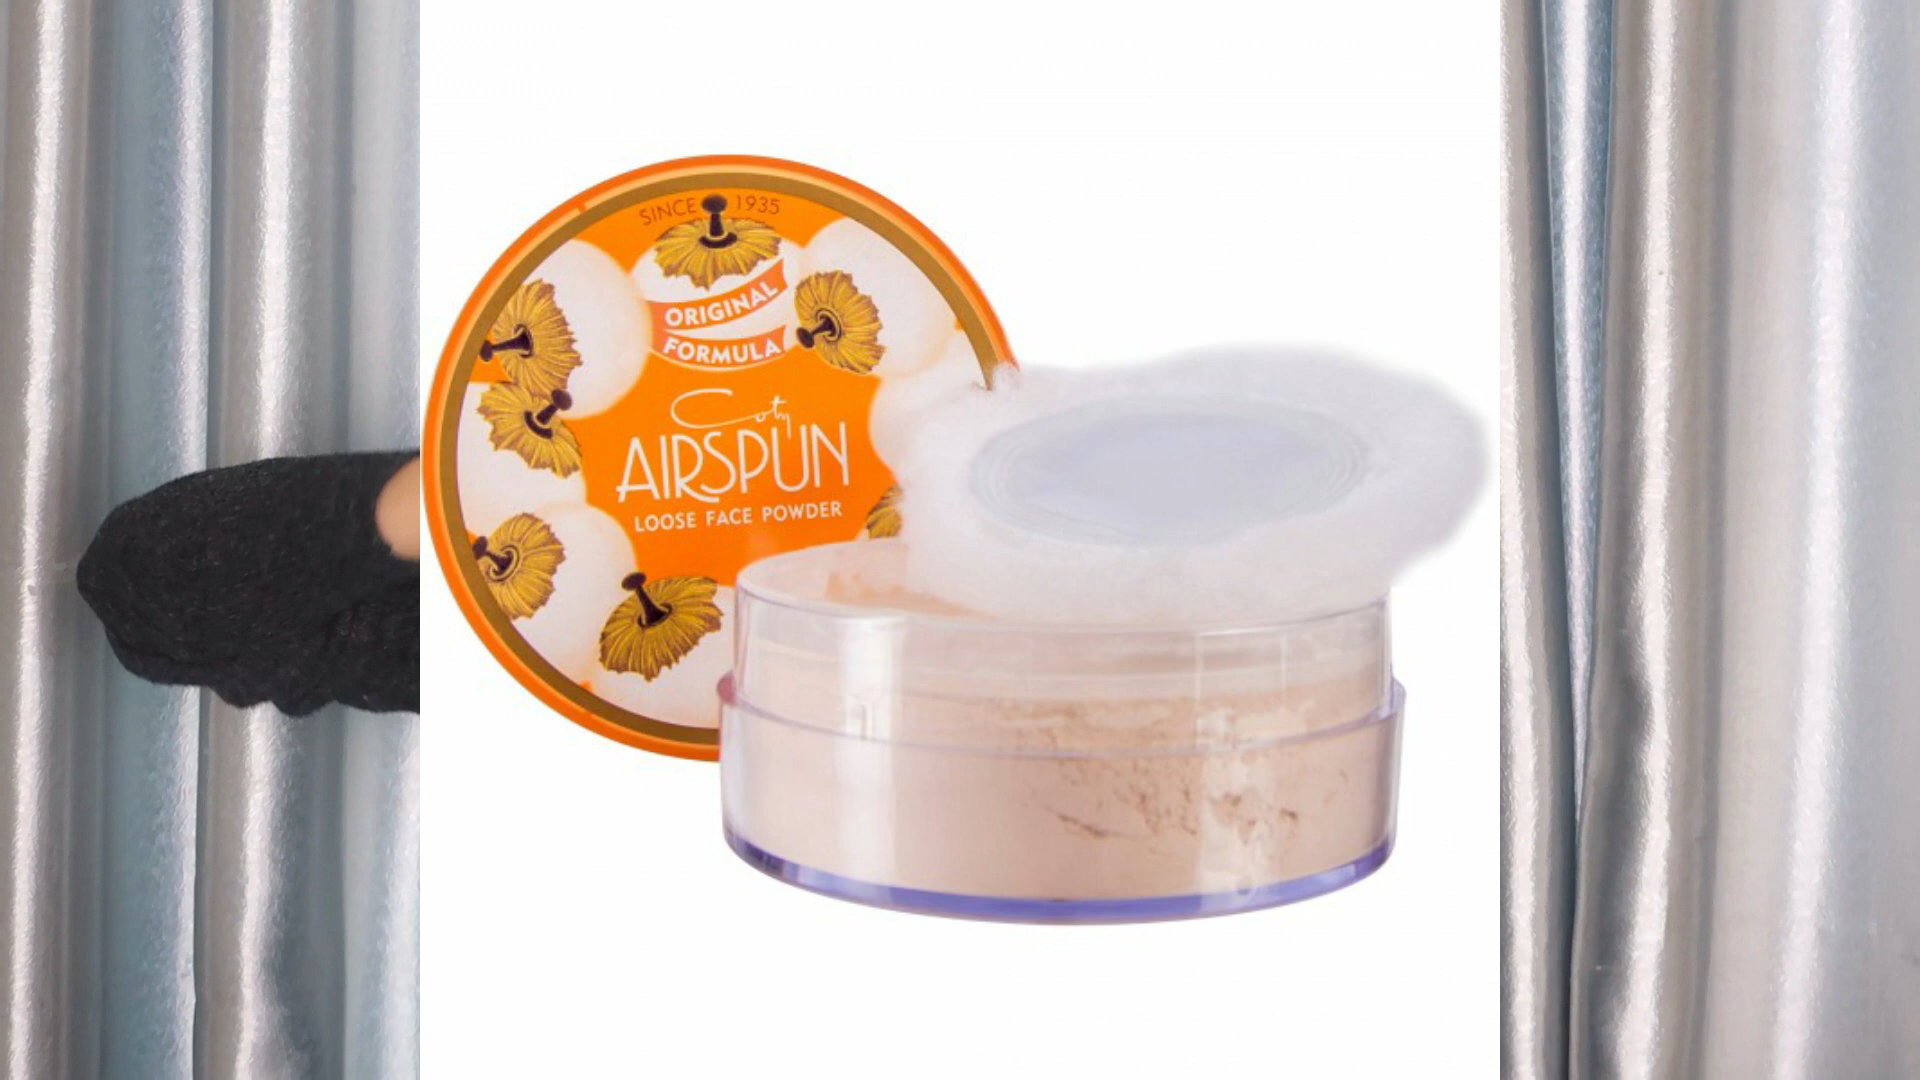 SINCE 1935
ORIGINAL
FORMULA
Coty
AIRSPUN
LOOSE FACE POWDER